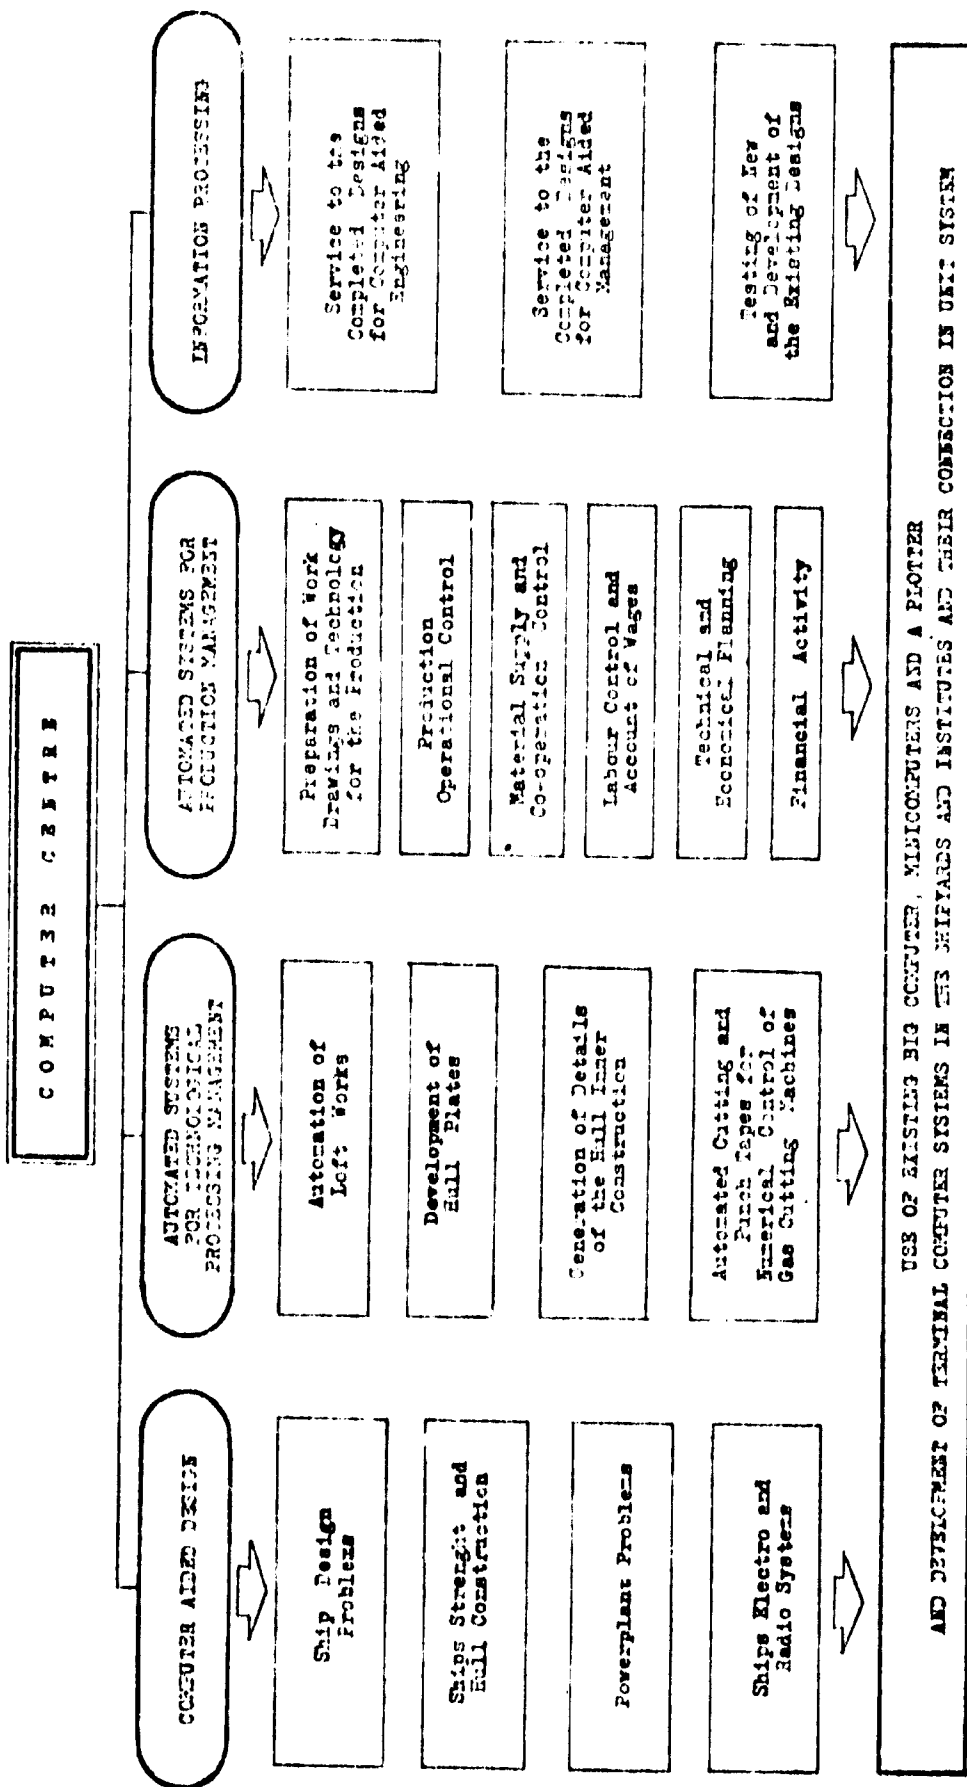 COMPUTER CENTRE
COMPUTER AIDED DESIGN
Ship Design
Problems
Ships Strenght and
Hull Construction
Powerplant Problems
Ships Electro and
Radio Systems
AUTOMATED SYSTEMS
FOR TECHNOLOGICAL
PROCESSING MANAGEMENT
Automation of
Loft Works
Development of
Hull Plates
Generation of Details
of the Hull Inner
Construction
Automated Cutting and
Punch Tapes for
Numerical Control of
Gas Cutting Machines
AUTOMATED SYSTEMS FOR
PRODUCTION MANAGEMENT
Preparation of Work
Drawings and Technology
for the Production
Production
Operational Control
Material Supply and
Co-operation Control
Labour Control and
Account of Wages
Technical and
Economical Planning
Financial Activity
INFORMATION PROCESSING
Service to the
Completed Designs
for Computer Aided
Engineering
Service to the
Completed Designs
for Computer Aided
Management
Testing of New
and Development of
the Existing Designs
USE OF EXISTING BIG COMPUTER, MINICOMPUTERS AND A PLOTTER
AND DEVELOPMENT OF TERMINAL COMPUTER SYSTEMS IN THE SHIPYARDS AND INSTITUTES AND THEIR CONNECTION IN UNIT SYSTEM